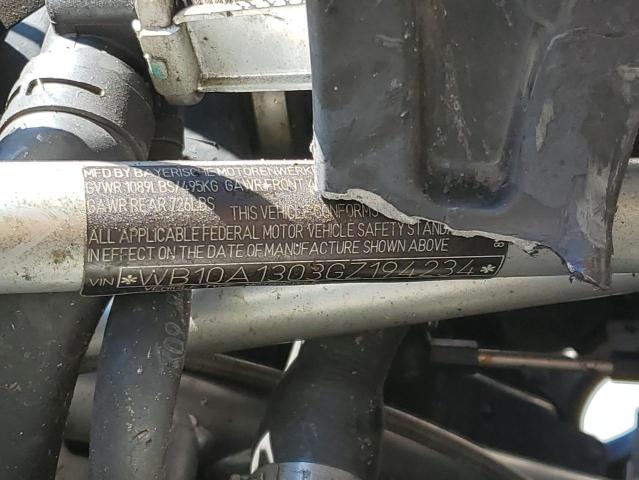 MFD BY BAYERISCHE MOTORENWERKE
GVWR 1089LBS/495KG GAWR FRONT
GAWR REAR 726LBS THIS VEHICLE CONFORMS
ALL APPLICABLE FEDERAL MOTOR VEHICLE SAFETY STANDA
IN EFFECT ON THE DATE OF MANUFACTURE SHOWN ABOVE
VIN *WB10A1303GZ194234*